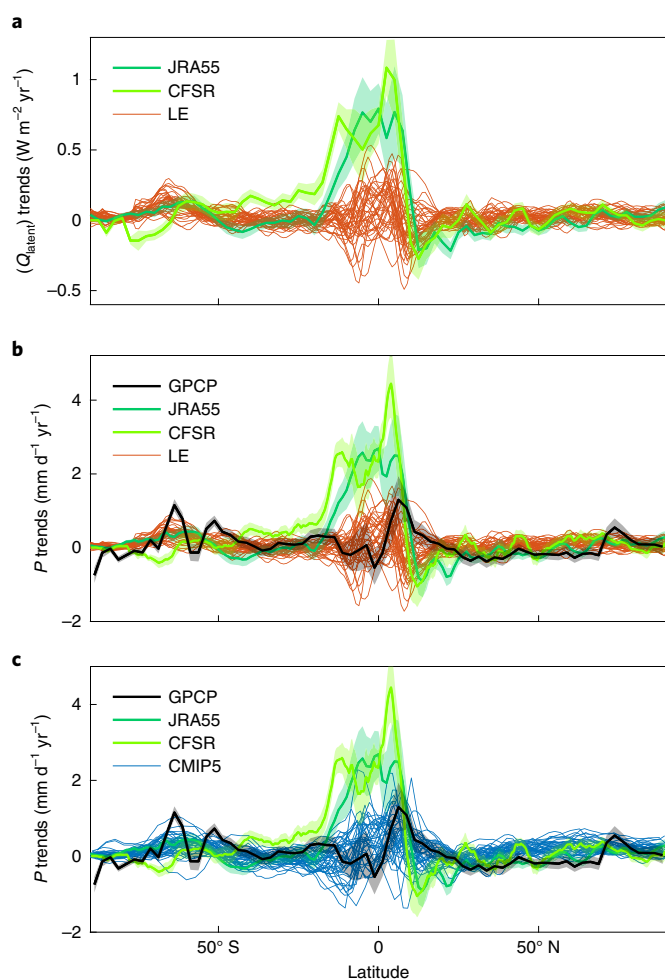 a
⟨Q_latent⟩ trends (W m⁻² yr⁻¹)
1
0.5
0
−0.5
JRA55
CFSR
LE
b
P trends (mm d⁻¹ yr⁻¹)
4
2
0
−2
GPCP
JRA55
CFSR
LE
c
P trends (mm d⁻¹ yr⁻¹)
4
2
0
−2
GPCP
JRA55
CFSR
CMIP5
50° S
0
50° N
Latitude